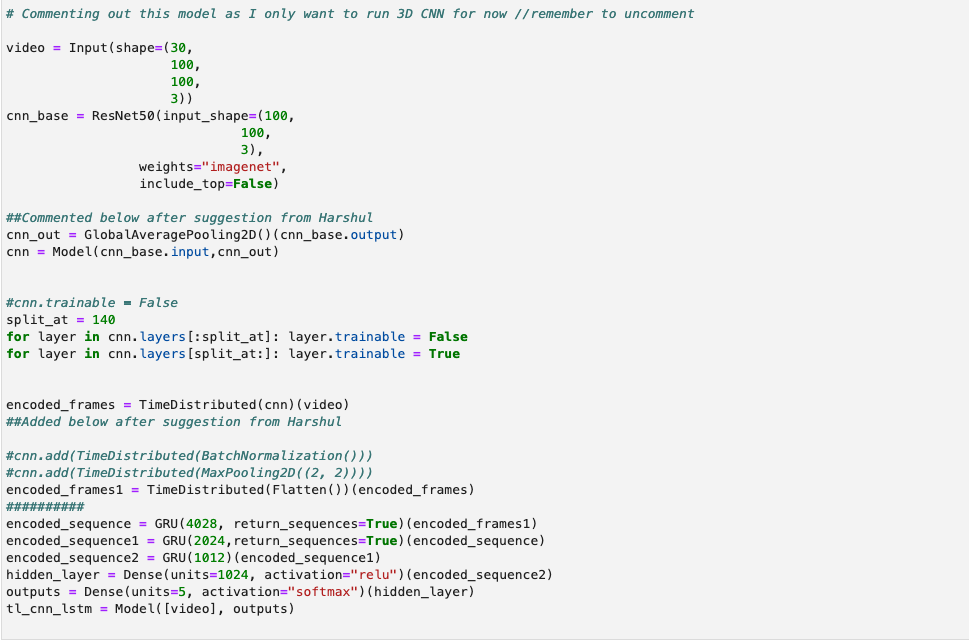 # Commenting out this model as I only want to run 3D CNN for now //remember to uncomment
video = Input(shape=(30,
100,
100,
3))
cnn_base = ResNet50(input_shape=(100,
100,
3),
weights="imagenet",
include_top=False)
##Commented below after suggestion from Harshul
cnn_out = GlobalAveragePooling2D()(cnn_base.output)
cnn = Model(cnn_base.input,cnn_out)
#cnn.trainable = False
split_at = 140
for layer in cnn.layers[:split_at]: layer.trainable = False
for layer in cnn.layers[split_at:]: layer.trainable = True
encoded_frames = TimeDistributed(cnn)(video)
##Added below after suggestion from Harshul
#cnn.add(TimeDistributed(BatchNormalization()))
#cnn.add(TimeDistributed(MaxPooling2D((2, 2))))
encoded_frames1 = TimeDistributed(Flatten())(encoded_frames)
##########
encoded_sequence = GRU(4028, return_sequences=True)(encoded_frames1)
encoded_sequence1 = GRU(2024,return_sequences=True)(encoded_sequence)
encoded_sequence2 = GRU(1012)(encoded_sequence1)
hidden_layer = Dense(units=1024, activation="relu")(encoded_sequence2)
outputs = Dense(units=5, activation="softmax")(hidden_layer)
tl_cnn_lstm = Model([video], outputs)